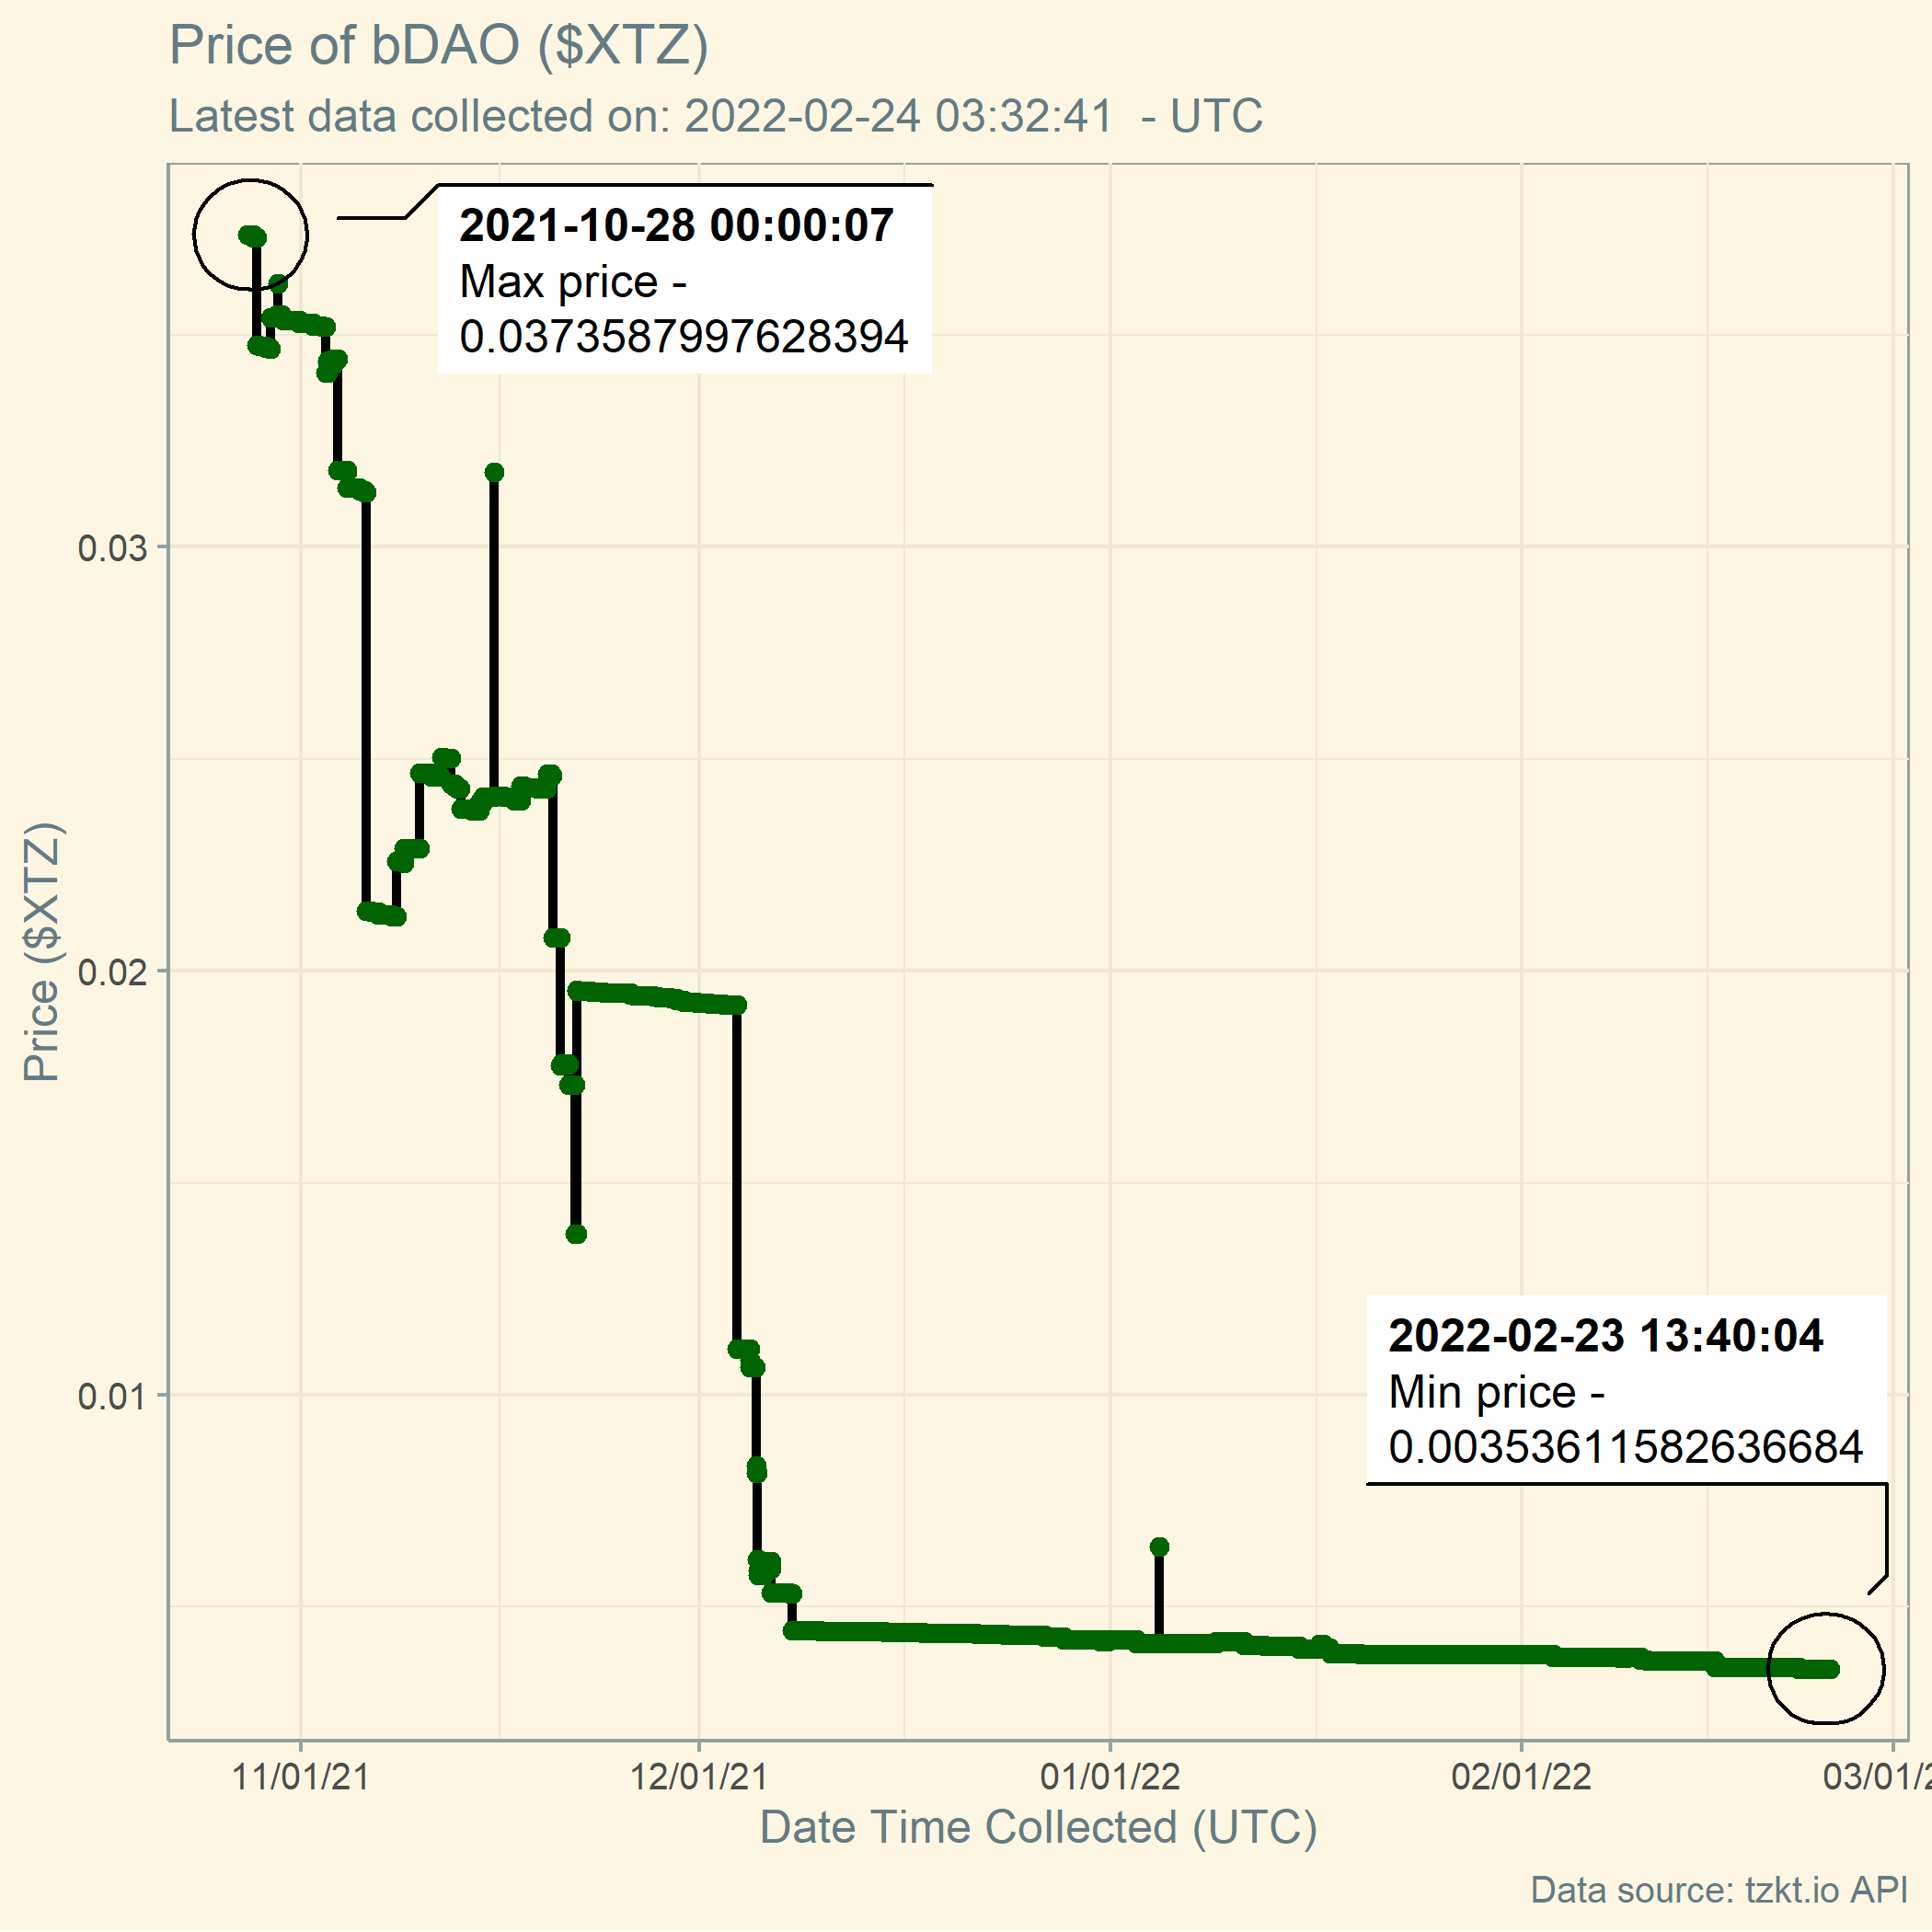 Price of bDAO ($XTZ)
Latest data collected on: 2022-02-24 03:32:41  - UTC
2021-10-28 00:00:07
Max price -
0.0373587997628394
0.03
0.02
0.01
Price ($XTZ)
2022-02-23 13:40:04
Min price -
0.00353611582636684
11/01/21
12/01/21
01/01/22
02/01/22
03/01/2
Date Time Collected (UTC)
Data source: tzkt.io API